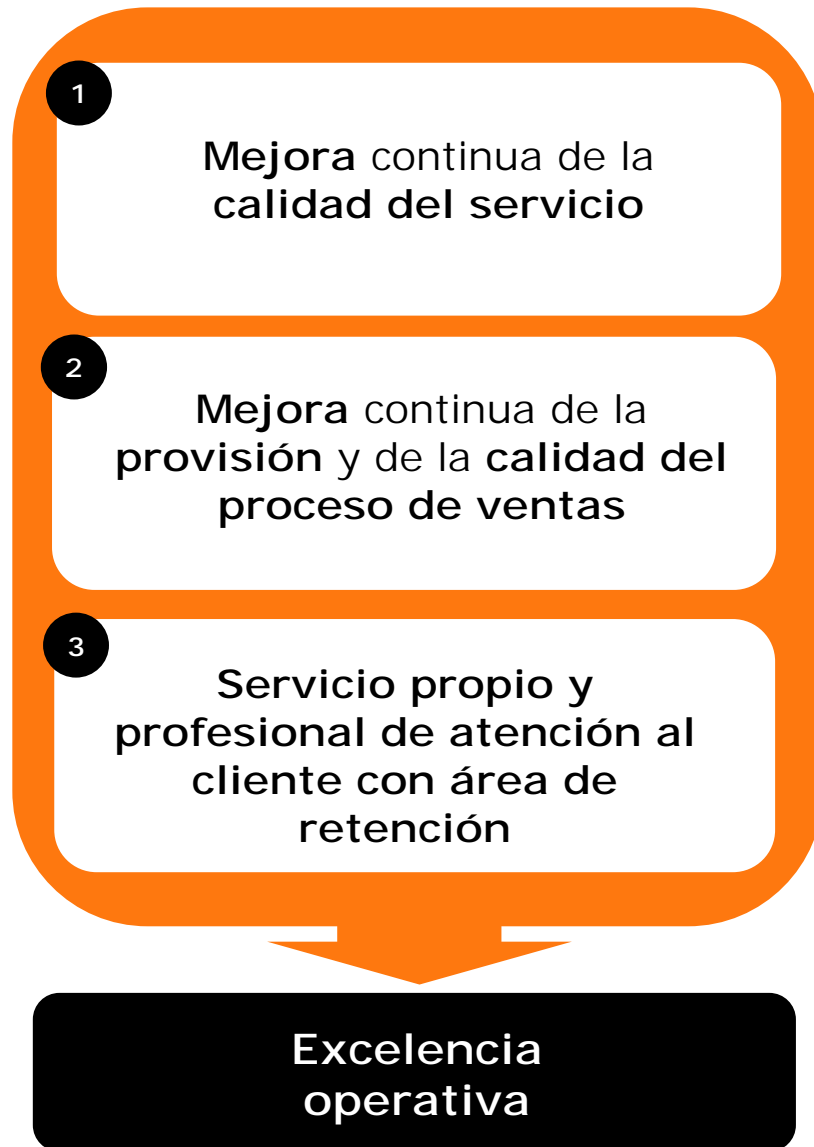 1
Mejora continua de la
calidad del servicio
2
Mejora continua de la
provisión y de la calidad del
proceso de ventas
3
Servicio propio y
profesional de atención al
cliente con área de
retención
Excelencia
operativa